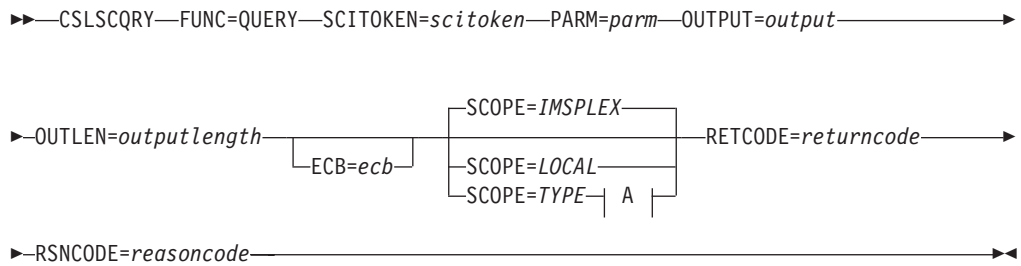 CSLSCQRY FUNC=QUERY SCITOKEN=scitoken PARM=parm OUTPUT=output
SCOPE=IMSPLEX
OUTLEN=outputlength RETCODE=returncode
ECB=ecb SCOPE=LOCAL
SCOPE=TYPE A
RSNCODE=reasoncode